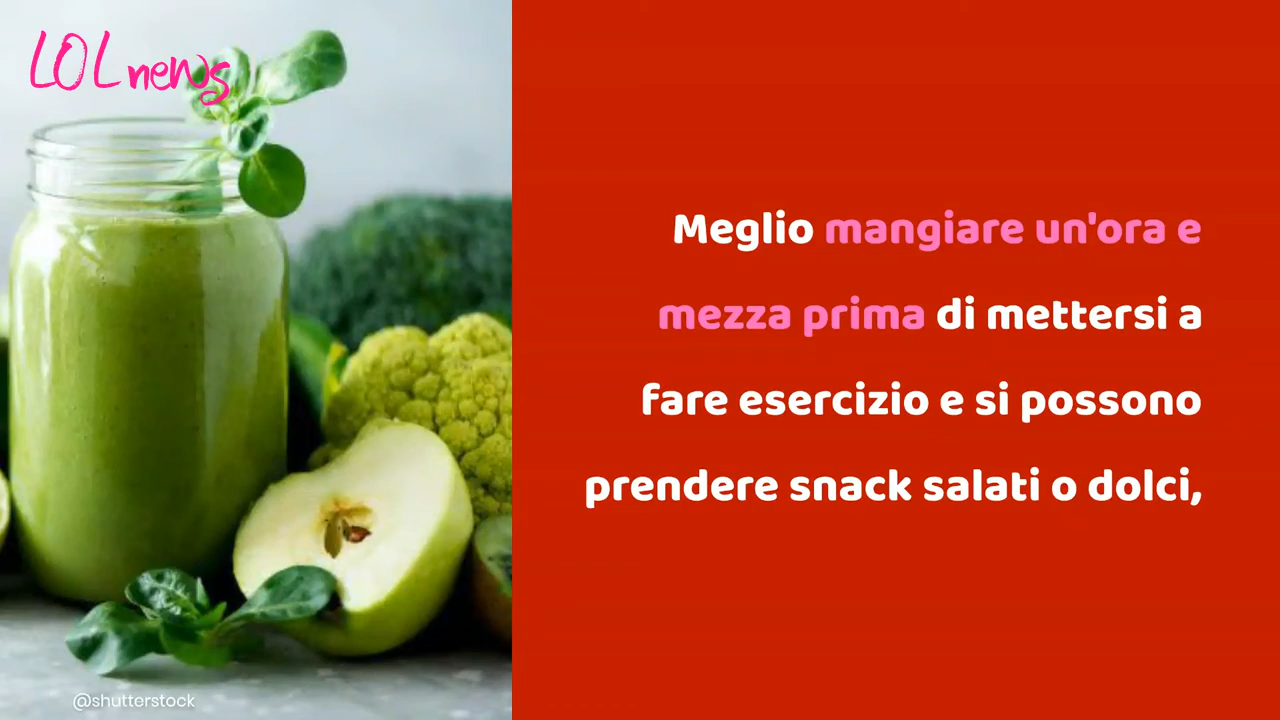 LOL news
Meglio mangiare un'ora e
mezza prima di mettersi a
fare esercizio e si possono
prendere snack salati o dolci,
@shutterstock